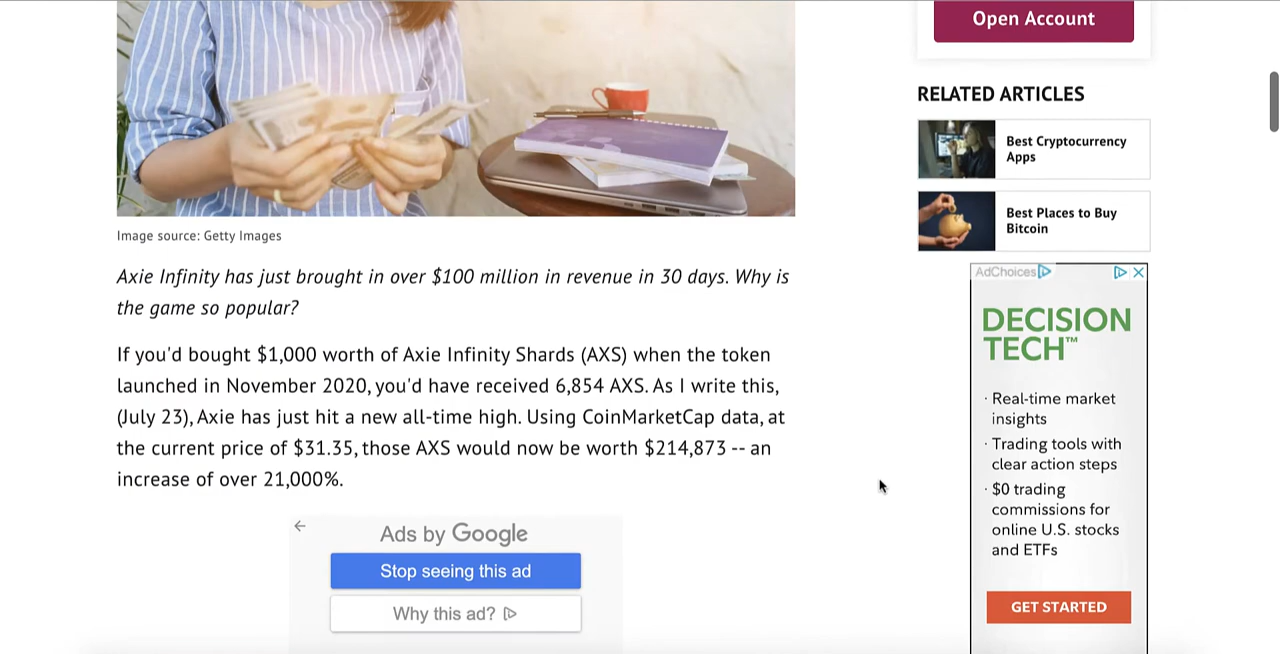 Open Account
RELATED ARTICLES
Best Cryptocurrency
Apps
Best Places to Buy
Bitcoin
Image source: Getty Images
Axie Infinity has just brought in over $100 million in revenue in 30 days. Why is
the game so popular?
If you'd bought $1,000 worth of Axie Infinity Shards (AXS) when the token
launched in November 2020, you'd have received 6,854 AXS. As I write this,
(July 23), Axie has just hit a new all-time high. Using CoinMarketCap data, at
the current price of $31.35, those AXS would now be worth $214,873 -- an
increase of over 21,000%.
Ads by Google
Stop seeing this ad
Why this ad?
AdChoices
DECISION
TECH™
· Real-time market
insights
· Trading tools with
clear action steps
· $0 trading
commissions for
online U.S. stocks
and ETFs
GET STARTED